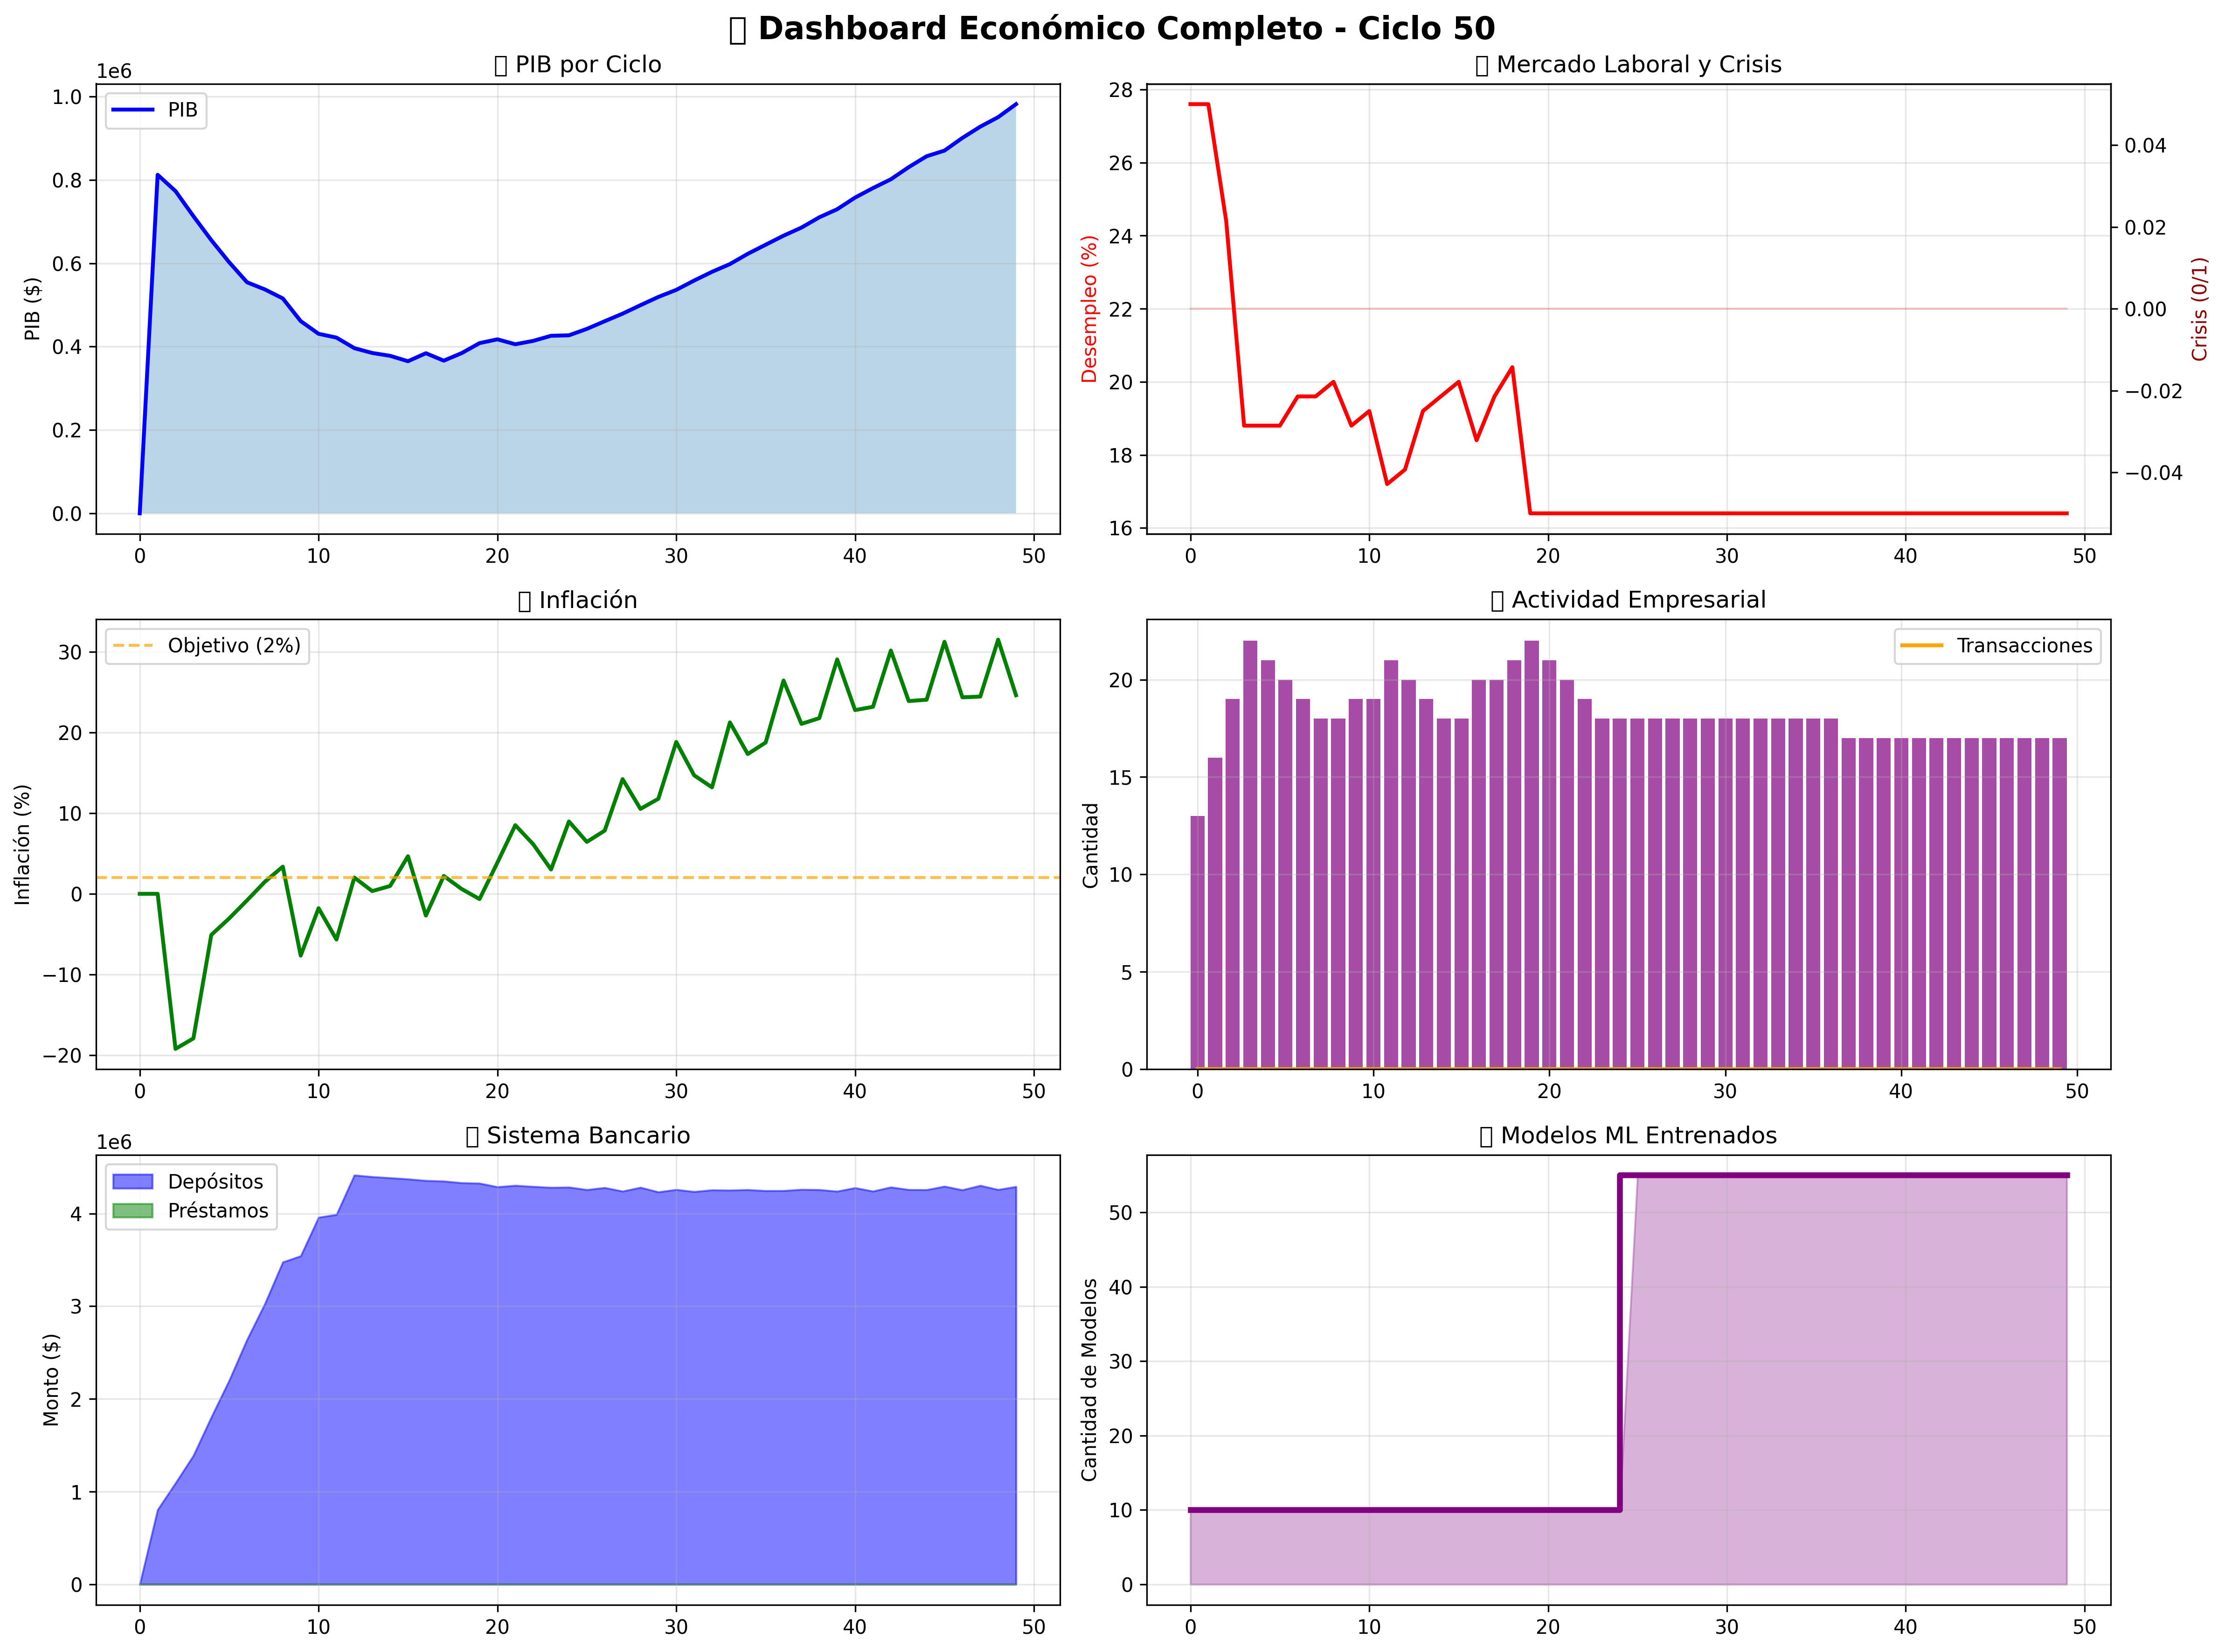 Dashboard Económico Completo - Ciclo 50
PIB por Ciclo
1e6
PIB ($)
PIB
1.0
0.8
0.6
0.4
0.2
0.0
0 10 20 30 40 50
Mercado Laboral y Crisis
Desempleo (%)
28
26
24
22
20
18
16
0.04
0.02
0.00
−0.02
−0.04
Crisis (0/1)
0 10 20 30 40 50
Inflación
Inflación (%)
Objetivo (2%)
30
20
10
0
−10
−20
0 10 20 30 40 50
Actividad Empresarial
Cantidad
Transacciones
20
15
10
5
0
0 10 20 30 40 50
Sistema Bancario
1e6
Monto ($)
Depósitos
Préstamos
4
3
2
1
0
0 10 20 30 40 50
Modelos ML Entrenados
Cantidad de Modelos
50
40
30
20
10
0
0 10 20 30 40 50